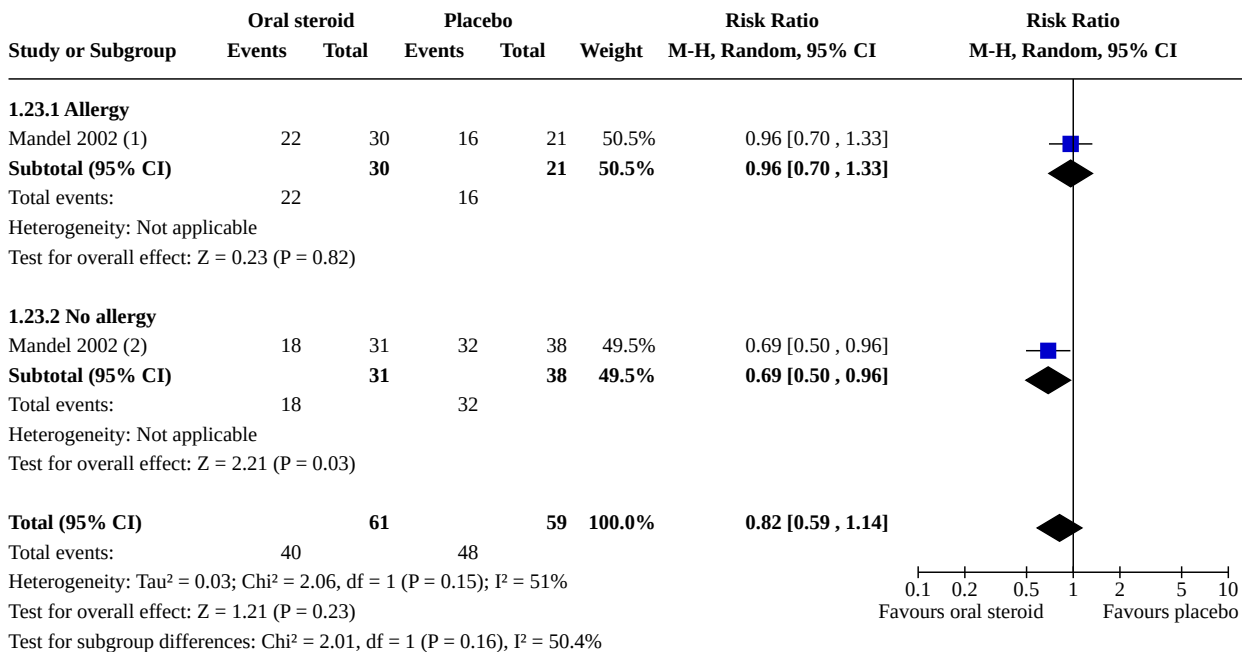 Oral steroid Placebo Risk Ratio Risk Ratio
Study or Subgroup Events Total Events Total Weight M-H, Random, 95% CI M-H, Random, 95% CI
1.23.1 Allergy
Mandel 2002 (1) 22 30 16 21 50.5% 0.96 [0.70 , 1.33]
Subtotal (95% CI) 30 21 50.5% 0.96 [0.70 , 1.33]
Total events: 22 16
Heterogeneity: Not applicable
Test for overall effect: Z = 0.23 (P = 0.82)
1.23.2 No allergy
Mandel 2002 (2) 18 31 32 38 49.5% 0.69 [0.50 , 0.96]
Subtotal (95% CI) 31 38 49.5% 0.69 [0.50 , 0.96]
Total events: 18 32
Heterogeneity: Not applicable
Test for overall effect: Z = 2.21 (P = 0.03)
Total (95% CI) 61 59 100.0% 0.82 [0.59 , 1.14]
Total events: 40 48
Heterogeneity: Tau² = 0.03; Chi² = 2.06, df = 1 (P = 0.15); I² = 51%
0.1 0.2 0.5 1 2 5 10
Test for overall effect: Z = 1.21 (P = 0.23) Favours oral steroid Favours placebo
Test for subgroup differences: Chi² = 2.01, df = 1 (P = 0.16), I² = 50.4%